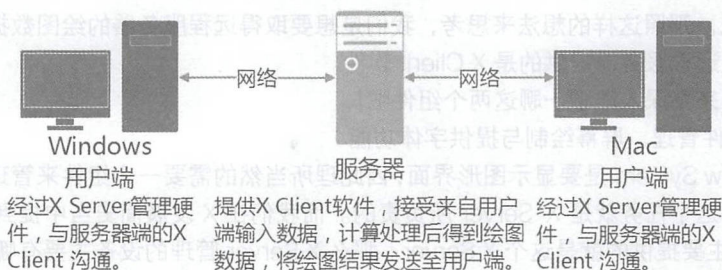 网络
网络
Windows
用户端
服务器
Mac
用户端
经过X Server管理硬
件，与服务器端的X
Client 沟通。
提供X Client软件，接受来自用户
端输入数据，计算处理后得到绘图
数据，将绘图结果发送至用户端。
经过X Server管理硬
件，与服务器端的X
Client 沟通。